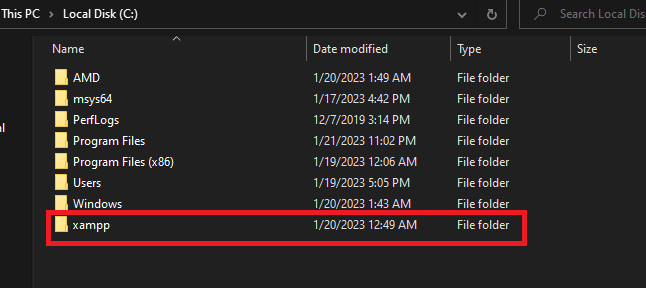 This PC > Local Disk (C:)
Search Local Dis
Name Date modified Type Size
AMD 1/20/2023 1:49 AM File folder
msys64 1/17/2023 4:42 PM File folder
PerfLogs 12/7/2019 3:14 PM File folder
Program Files 1/21/2023 11:02 PM File folder
Program Files (x86) 1/19/2023 12:06 AM File folder
Users 1/19/2023 5:05 PM File folder
Windows 1/20/2023 1:43 AM File folder
xampp 1/20/2023 12:49 AM File folder